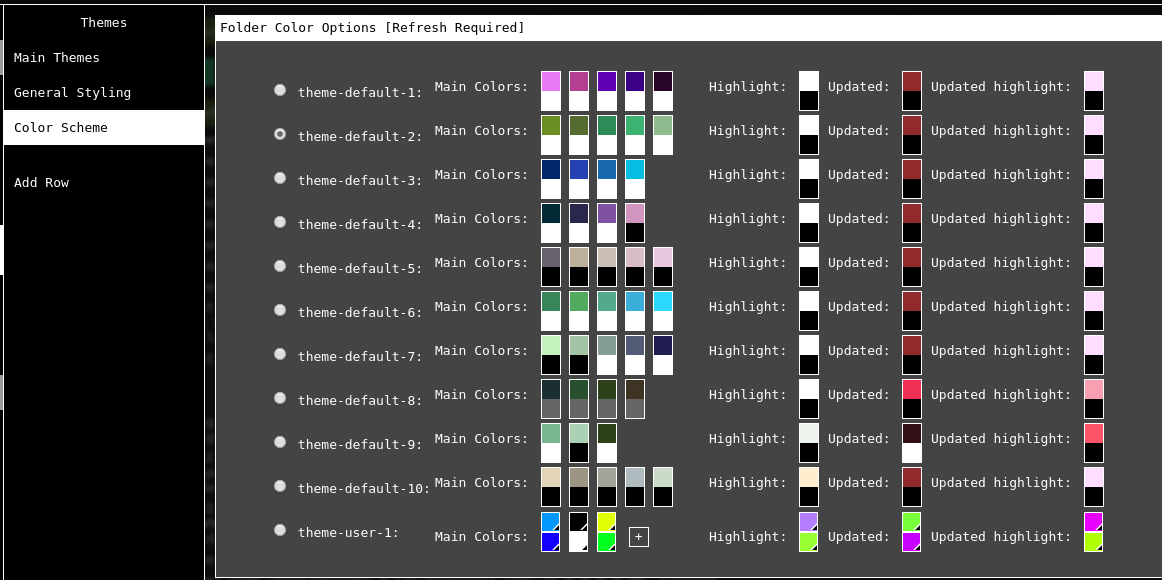 Themes
Main Themes
General Styling
Color Scheme
Add Row
Folder Color Options [Refresh Required]
theme-default-1: Main Colors: Highlight: Updated: Updated highlight:
theme-default-2: Main Colors: Highlight: Updated: Updated highlight:
theme-default-3: Main Colors: Highlight: Updated: Updated highlight:
theme-default-4: Main Colors: Highlight: Updated: Updated highlight:
theme-default-5: Main Colors: Highlight: Updated: Updated highlight:
theme-default-6: Main Colors: Highlight: Updated: Updated highlight:
theme-default-7: Main Colors: Highlight: Updated: Updated highlight:
theme-default-8: Main Colors: Highlight: Updated: Updated highlight:
theme-default-9: Main Colors: Highlight: Updated: Updated highlight:
theme-default-10: Main Colors: Highlight: Updated: Updated highlight:
theme-user-1: Main Colors: + Highlight: Updated: Updated highlight: